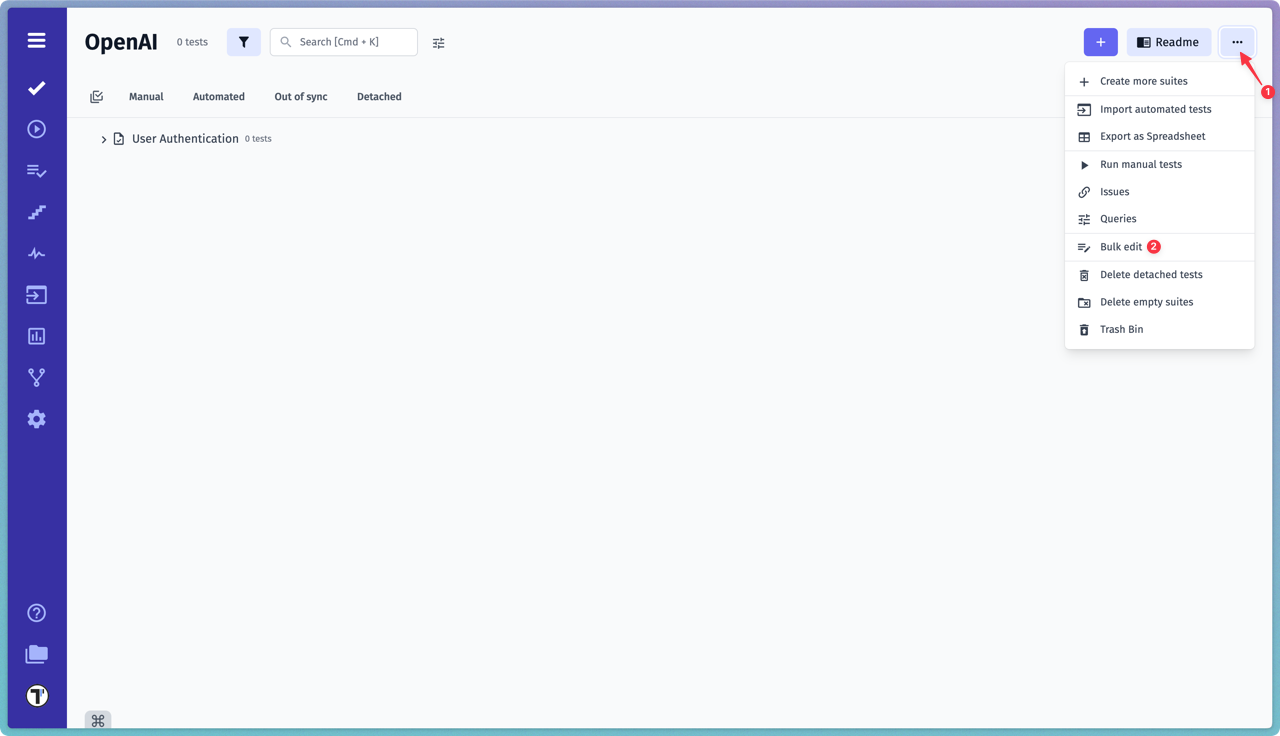 OpenAI 0 tests Search [Cmd + K] + Readme ...
1
Manual Automated Out of sync Detached
User Authentication 0 tests
Create more suites
Import automated tests
Export as Spreadsheet
Run manual tests
Issues
Queries
Bulk edit 2
Delete detached tests
Delete empty suites
Trash Bin
T
⌘